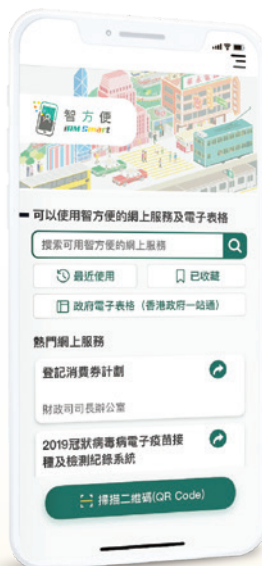 智方便
iAM Smart
可以使用智方便的網上服務及電子表格
搜索可用智方便的網上服務
最近使用
已收藏
政府電子表格（香港政府一站通）
熱門網上服務
登記消費券計劃
財政司司長辦公室
2019冠狀病毒病電子疫苗接
種及檢測紀錄系統
掃描二維碼(QR Code)